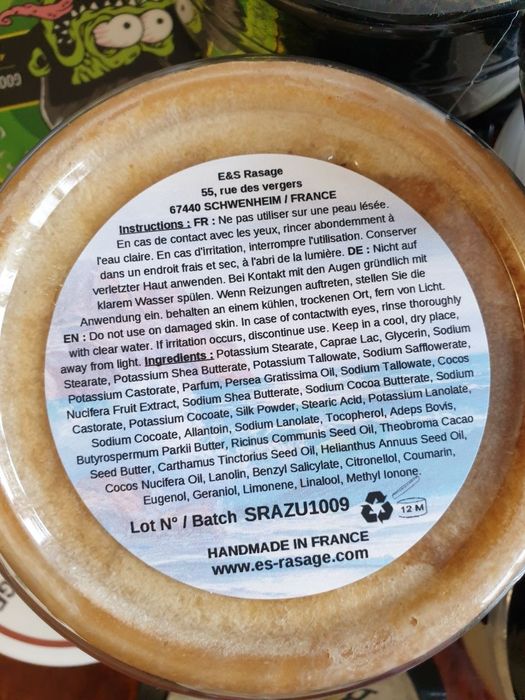 E&S Rasage
55, rue des vergers
67440 SCHWENHEIM / FRANCE
Instructions : FR : Ne pas utiliser sur une peau lésée.
En cas de contact avec les yeux, rincer abondemment à
l'eau claire. En cas d'irritation, interrompre l'utilisation. Conserver
dans un endroit frais et sec, à l'abri de la lumière. DE : Nicht auf
verletzter Haut anwenden. Bei Kontakt mit den Augen gründlich mit
klarem Wasser spülen. Wenn Reizungen auftreten, stellen Sie die
Anwendung ein. behalten an einem kühlen, trockenen Ort, fern von Licht.
EN : Do not use on damaged skin. In case of contactwith eyes, rinse thoroughly
with clear water. If irritation occurs, discontinue use. Keep in a cool, dry place,
away from light. Ingredients : Potassium Stearate, Caprae Lac, Glycerin, Sodium
Stearate, Potassium Shea Butterate, Potassium Tallowate, Sodium Safflowerate,
Potassium Castorate, Parfum, Persea Gratissima Oil, Sodium Tallowate, Cocos
Nucifera Fruit Extract, Sodium Shea Butterate, Sodium Cocoa Butterate, Sodium
Castorate, Potassium Cocoate, Silk Powder, Stearic Acid, Potassium Lanolate,
Sodium Cocoate, Allantoin, Sodium Lanolate, Tocopherol, Adeps Bovis,
Butyrospermum Parkii Butter, Ricinus Communis Seed Oil, Theobroma Cacao
Seed Butter, Carthamus Tinctorius Seed Oil, Helianthus Annuus Seed Oil,
Cocos Nucifera Oil, Lanolin, Benzyl Salicylate, Citronellol, Coumarin,
Eugenol, Geraniol, Limonene, Linalool, Methyl Ionone.
Lot N° / Batch SRAZU1009
12 M
HANDMADE IN FRANCE
www.es-rasage.com